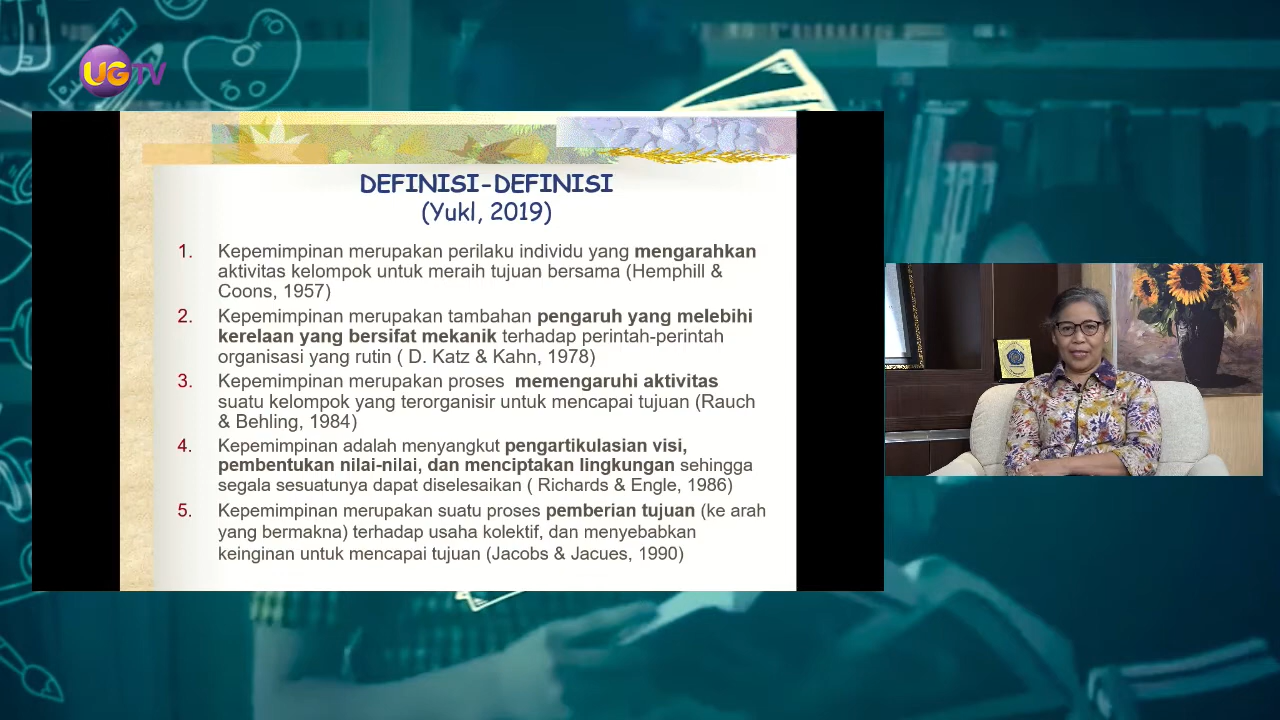 UGTV
DEFINISI-DEFINISI
(Yukl, 2019)
1. Kepemimpinan merupakan perilaku individu yang mengarahkan
aktivitas kelompok untuk meraih tujuan bersama (Hemphill &
Coons, 1957)
2. Kepemimpinan merupakan tambahan pengaruh yang melebihi
kerelaan yang bersifat mekanik terhadap perintah-perintah
organisasi yang rutin ( D. Katz & Kahn, 1978)
3. Kepemimpinan merupakan proses memengaruhi aktivitas
suatu kelompok yang terorganisir untuk mencapai tujuan (Rauch
& Behling, 1984)
4. Kepemimpinan adalah menyangkut pengartikulasian visi,
pembentukan nilai-nilai, dan menciptakan lingkungan sehingga
segala sesuatunya dapat diselesaikan ( Richards & Engle, 1986)
5. Kepemimpinan merupakan suatu proses pemberian tujuan (ke arah
yang bermakna) terhadap usaha kolektif, dan menyebabkan
keinginan untuk mencapai tujuan (Jacobs & Jacues, 1990)